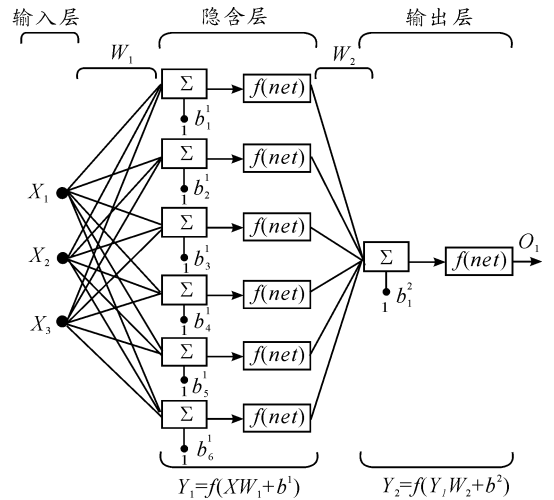 输入层 隐含层 输出层
W₁ W₂
Σ f(net)
1 b₁¹
Σ f(net)
1 b₂¹
X₁
Σ f(net)
1 b₃¹
X₂
Σ f(net) O₁
1 b₁²
Σ f(net)
1 b₄¹
X₃
Σ f(net)
1 b₅¹
Σ f(net)
1 b₆¹
Y₁=f(XW₁+b¹) Y₂=f(Y₁W₂+b²)